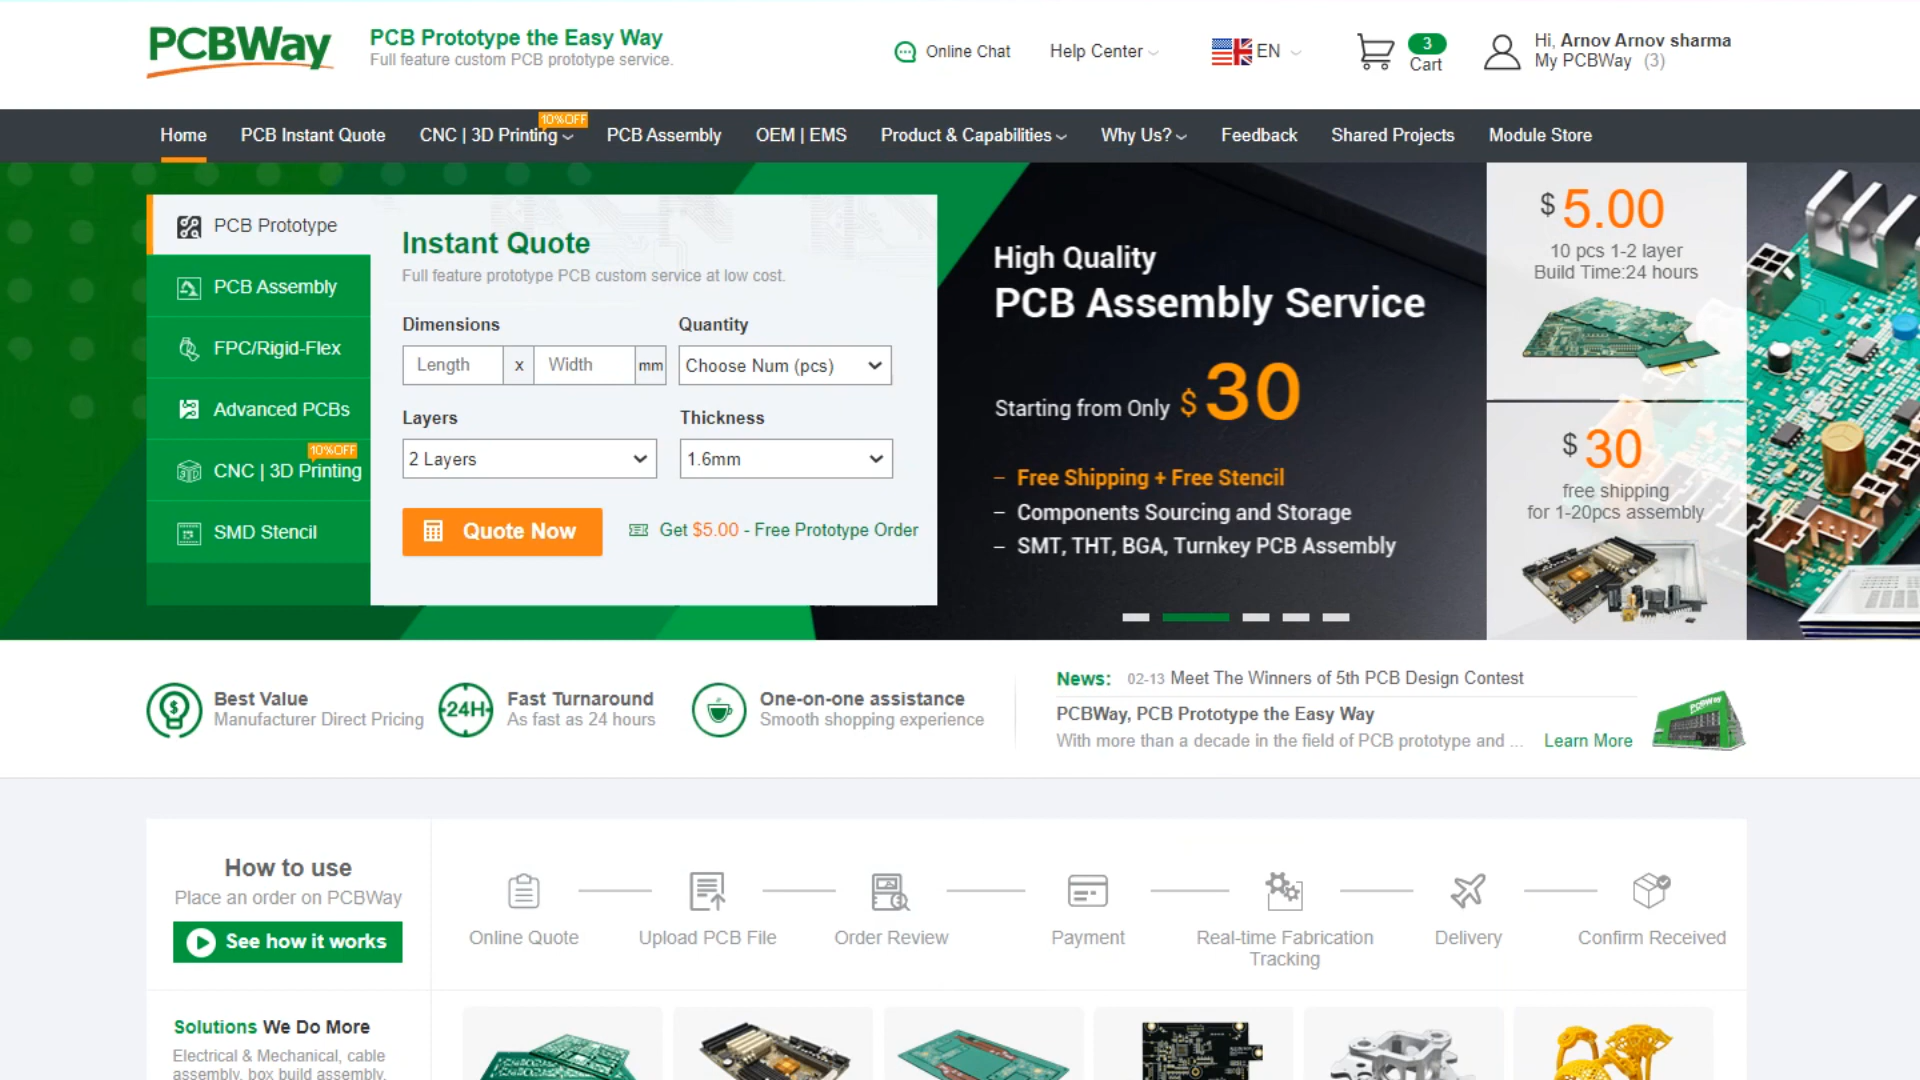 PCBWay
PCB Prototype the Easy Way
Full feature custom PCB prototype service.
Online Chat
Help Center
EN
3
Cart
Hi, Arnov Arnov sharma
My PCBWay (3)
Home
PCB Instant Quote
CNC | 3D Printing
10%OFF
PCB Assembly
OEM | EMS
Product & Capabilities
Why Us?
Feedback
Shared Projects
Module Store
PCB Prototype
PCB Assembly
FPC/Rigid-Flex
Advanced PCBs
10%OFF
CNC | 3D Printing
SMD Stencil
Instant Quote
Full feature prototype PCB custom service at low cost.
Dimensions
Quantity
Length x Width mm
Choose Num (pcs)
Layers
Thickness
2 Layers
1.6mm
Quote Now
Get $5.00 - Free Prototype Order
High Quality
PCB Assembly Service
Starting from Only $ 30
– Free Shipping + Free Stencil
– Components Sourcing and Storage
– SMT, THT, BGA, Turnkey PCB Assembly
$ 5.00
10 pcs 1-2 layer
Build Time:24 hours
$ 30
free shipping
for 1-20pcs assembly
Best Value
Manufacturer Direct Pricing
24H
Fast Turnaround
As fast as 24 hours
One-on-one assistance
Smooth shopping experience
News: 02-13 Meet The Winners of 5th PCB Design Contest
PCBWay, PCB Prototype the Easy Way
With more than a decade in the field of PCB prototype and ... Learn More
PCBWay
How to use
Place an order on PCBWay
See how it works
Online Quote
Upload PCB File
Order Review
Payment
Real-time Fabrication
Tracking
Delivery
Confirm Received
Solutions We Do More
Electrical & Mechanical, cable
assembly, box build assembly,